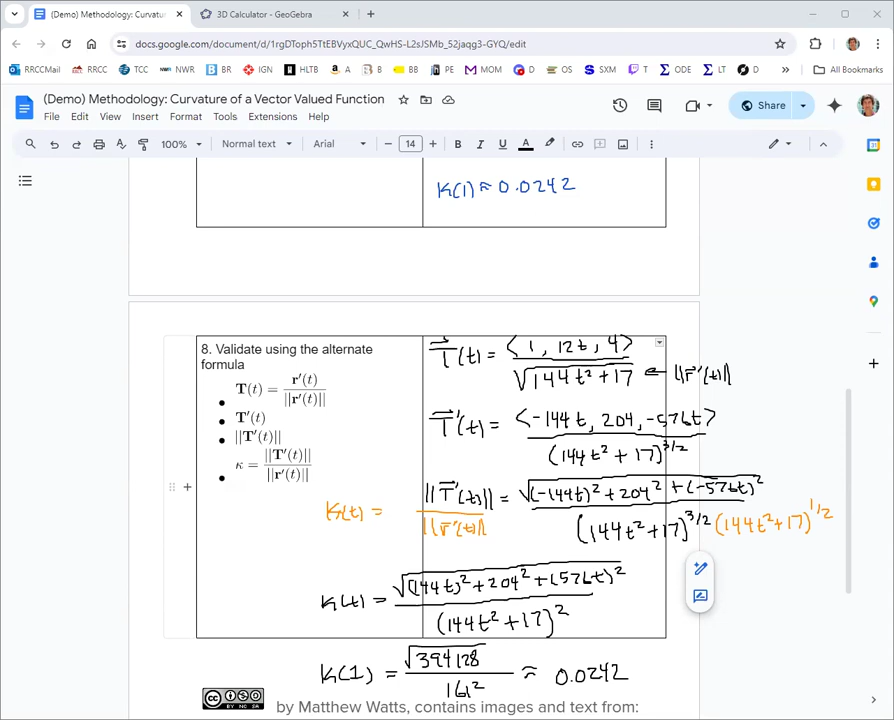 (Demo) Methodology: Curvatur
3D Calculator - GeoGebra
docs.google.com/document/d/1rgDToph5TtEBVyxQUC_QwHS-L2sJSMb_52jaqg3-GYQ/edit
RRCCMail RRCC TCC NWR BR IGN HLTB A B BB PE MOM D OS SXM T ODE LT D » All Bookmarks
(Demo) Methodology: Curvature of a Vector Valued Function
Share
File Edit View Insert Format Tools Extensions Help
100% Normal text Arial 14 B I U A
K(1) ≈ 0.0242
8. Validate using the alternate
formula
T(t) = r′(t) / ||r′(t)||
T′(t)
||T′(t)||
κ = ||T′(t)|| / ||r′(t)||
T(t) = <1, 12t, 4> / √144t²+17 ← ||r'(t)||
T'(t) = <-144t, 204, -576t> / (144t²+17)^3/2
K(t) = ||T'(t)|| / ||r'(t)|| = √(-144t)²+204²+(-576t)² / (144t²+17)^3/2 (144t²+17)^1/2
K(t) = √(144t)²+204²+(576t)² / (144t²+17)²
K(1) = √394128 / 161² ≈ 0.0242
CC BY NC SA
by Matthew Watts, contains images and text from: